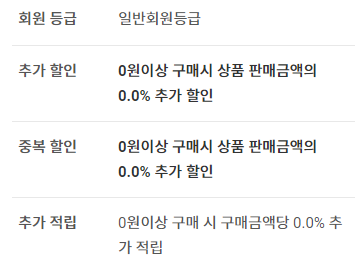 회원 등급 일반회원등급
추가 할인 0원이상 구매시 상품 판매금액의
0.0% 추가 할인
중복 할인 0원이상 구매시 상품 판매금액의
0.0% 추가 할인
추가 적립 0원이상 구매 시 구매금액당 0.0% 추
가 적립